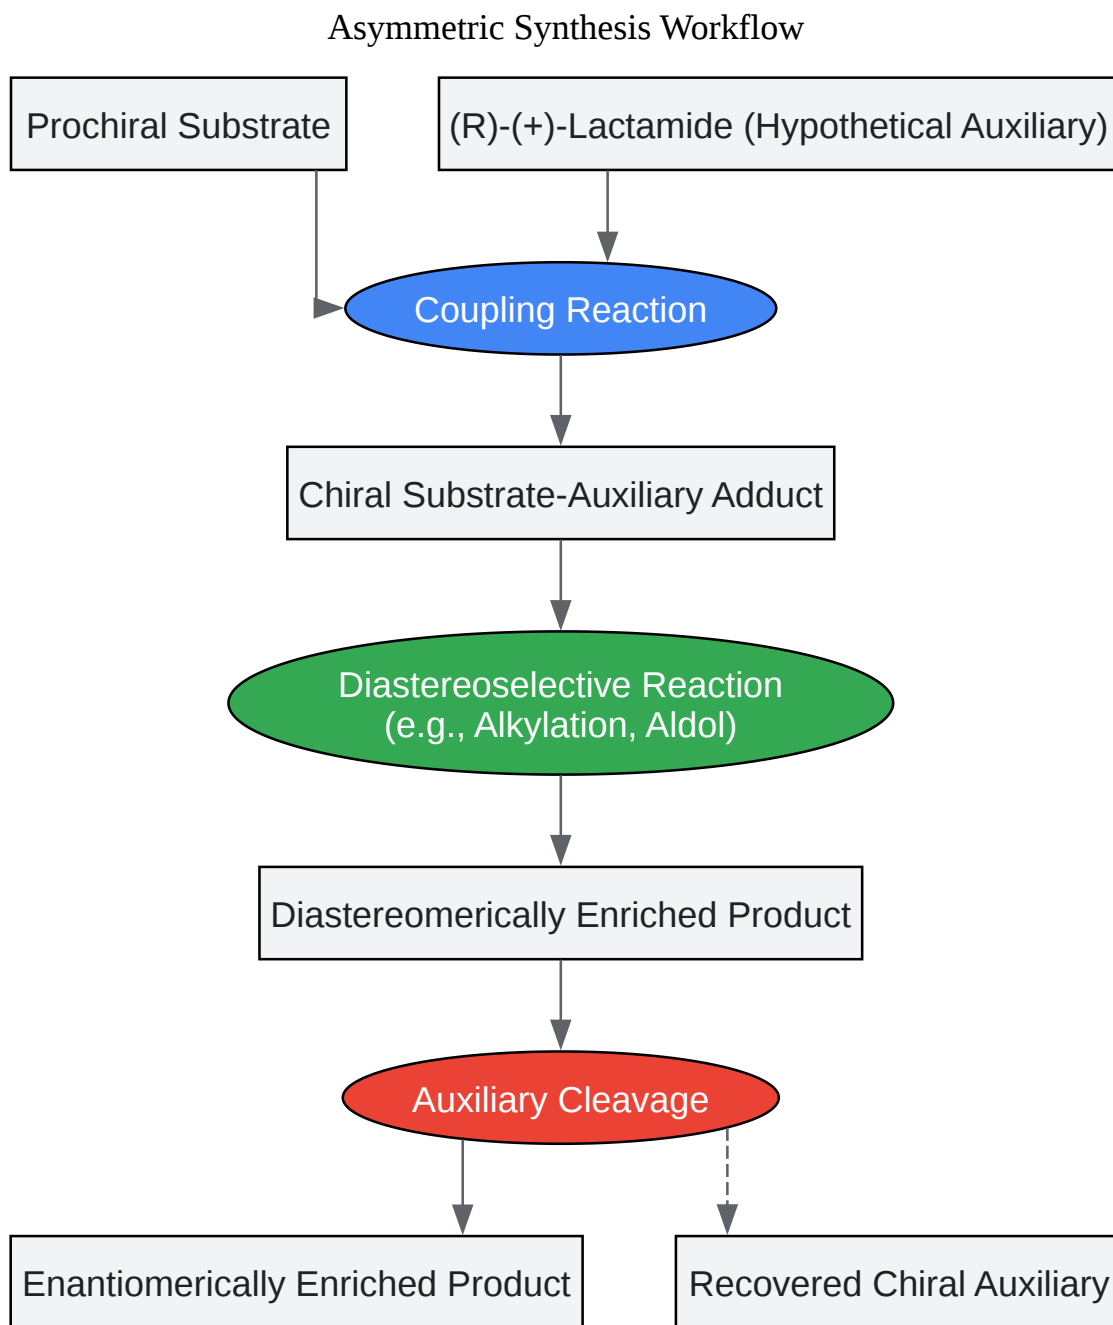 Asymmetric Synthesis Workflow
Prochiral Substrate
(R)-(+)-Lactamide (Hypothetical Auxiliary)
Coupling Reaction
Chiral Substrate-Auxiliary Adduct
Diastereoselective Reaction
(e.g., Alkylation, Aldol)
Diastereomerically Enriched Product
Auxiliary Cleavage
Enantiomerically Enriched Product
Recovered Chiral Auxiliary